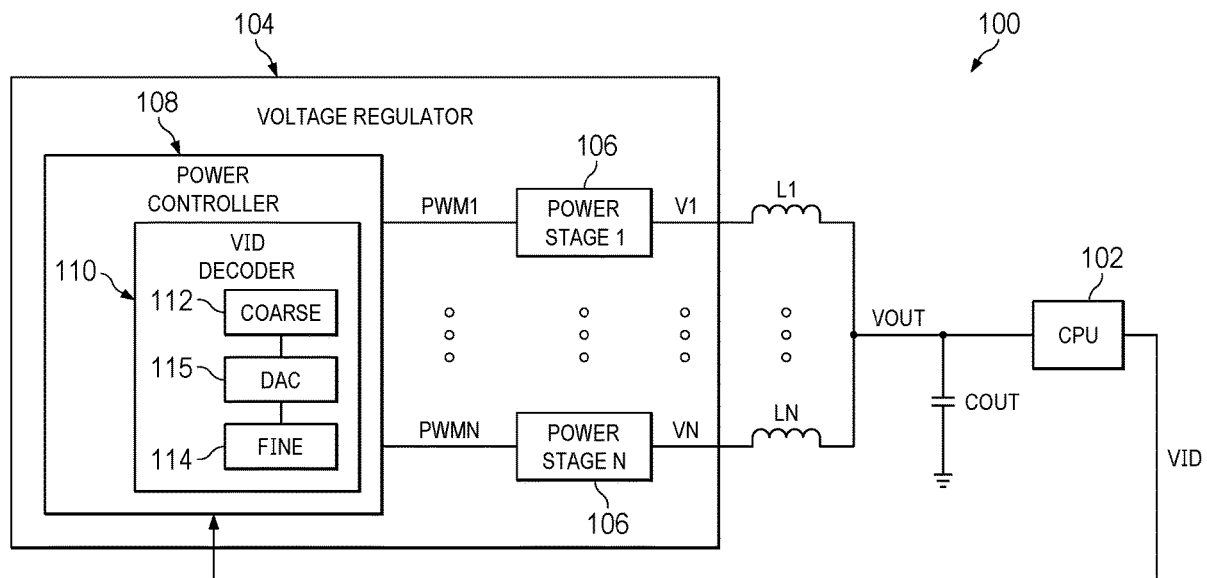 104
100
108
VOLTAGE REGULATOR
POWER
CONTROLLER
106
L1
PWM1
POWER
STAGE 1
V1
VID
DECODER
110
112
COARSE
102
VOUT
CPU
115
DAC
COUT
114
FINE
PWMN
POWER
STAGE N
VN
LN
VID
106